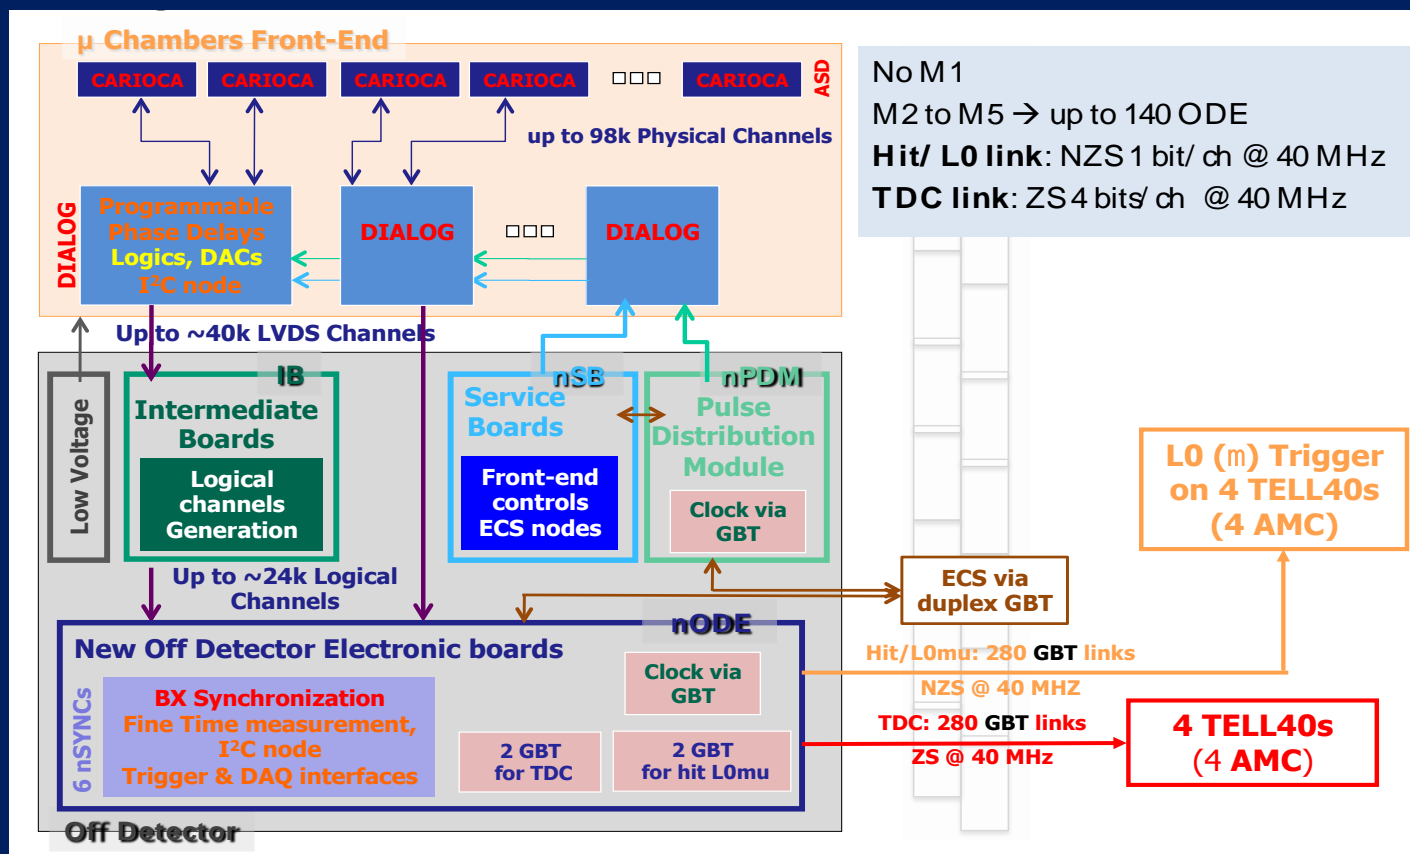 µ Chambers Front-End
CARIOCA CARIOCA CARIOCA CARIOCA □□□ CARIOCA
ASD
up to 98k Physical Channels
DIALOG
Programmable
Phase Delays
Logics, DACs
I²C node
DIALOG
□□□
DIALOG
No M1
M2 to M5 → up to 140 ODE
Hit/ L0 link: NZS 1 bit/ ch @ 40 MHz
TDC link: ZS 4 bits/ ch @ 40 MHz
Up to ~40k LVDS Channels
Low Voltage
IB
Intermediate
Boards
Logical
channels
Generation
nSB
Service
Boards
Front-end
controls
ECS nodes
nPDM
Pulse
Distribution
Module
Clock via
GBT
Up to ~24k Logical
Channels
ECS via
duplex GBT
L0 (m) Trigger
on 4 TELL40s
(4 AMC)
nODE
New Off Detector Electronic boards
6 nSYNCs
BX Synchronization
Fine Time measurement,
I²C node
Trigger & DAQ interfaces
Clock via
GBT
2 GBT
for TDC
2 GBT
for hit L0mu
Hit/L0mu: 280 GBT links
NZS @ 40 MHZ
TDC: 280 GBT links
ZS @ 40 MHz
4 TELL40s
(4 AMC)
Off Detector